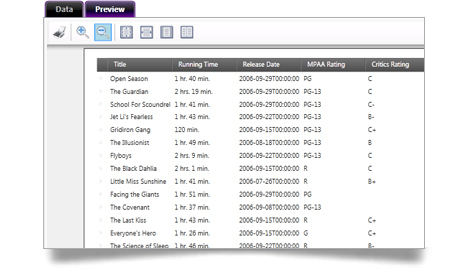 Data Preview
Title Running Time Release Date MPAA Rating Critics Rating
Open Season 1 hr. 40 min. 2006-09-29T00:00:00 PG C
The Guardian 2 hrs. 19 min. 2006-09-29T00:00:00 PG-13 C
School For Scoundrel 1 hr. 41 min. 2006-09-29T00:00:00 PG-13 C-
Jet Li's Fearless 1 hr. 43 min. 2006-09-22T00:00:00 PG-13 B-
Gridiron Gang 120 min. 2006-09-15T00:00:00 PG-13 C+
The Illusionist 1 hr. 49 min. 2006-08-18T00:00:00 PG-13 B
Flyboys 2 hrs. 9 min. 2006-09-22T00:00:00 PG-13 C
The Black Dahlia 2 hr. 1 min. 2006-09-15T00:00:00 R C
Little Miss Sunshine 1 hr. 41 min. 2006-07-26T00:00:00 R B+
Facing the Giants 1 hr. 51 min. 2006-09-29T00:00:00 PG
The Covenant 1 hr. 37 min. 2006-09-08T00:00:00 PG-13
The Last Kiss 1 hr. 43 min. 2006-09-15T00:00:00 R C+
Everyone's Hero 1 hr. 26 min. 2006-09-15T00:00:00 G C+
The Science of Sleep 1 hr. 46 min. 2006-09-22T00:00:00 R B-